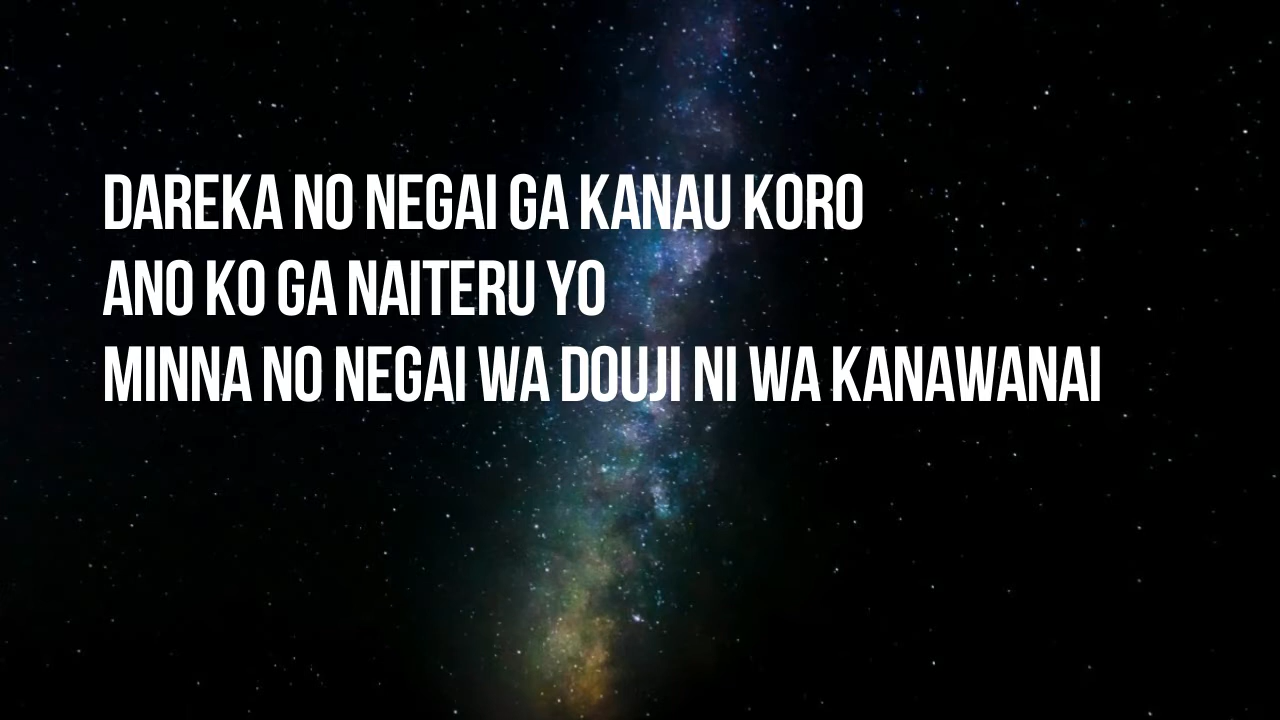 DAREKA NO NEGAI GA KANAU KORO
ANO KO GA NAITERU YO
MINNA NO NEGAI WA DOUJI NI WA KANAWANAI